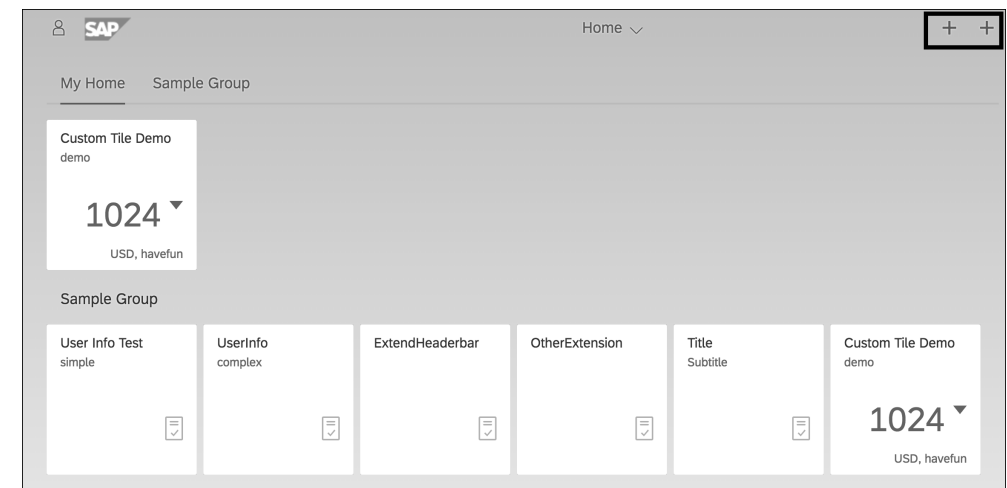 SAP
Home
+ +
My Home Sample Group
Custom Tile Demo
demo
1024
USD, havefun
Sample Group
User Info Test
simple
UserInfo
complex
ExtendHeaderbar
OtherExtension
Title
Subtitle
Custom Tile Demo
demo
1024
USD, havefun